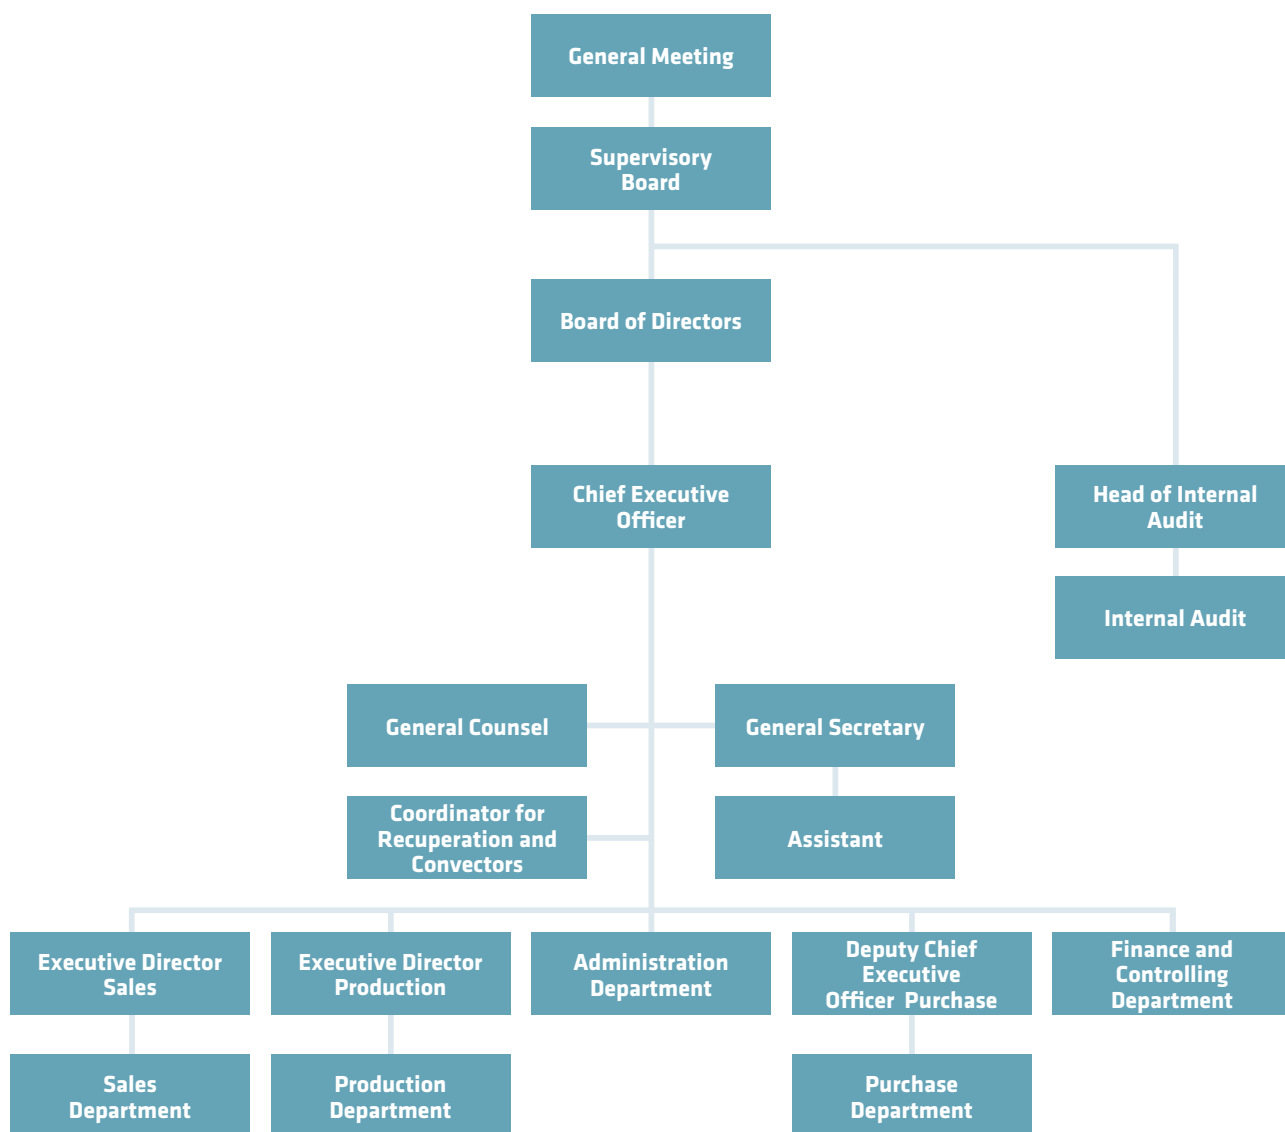 General Meeting
Supervisory
Board
Board of Directors
Chief Executive
Officer
Head of Internal
Audit
Internal Audit
General Counsel
General Secretary
Coordinator for
Recuperation and
Convectors
Assistant
Executive Director
Sales
Executive Director
Production
Administration
Department
Deputy Chief
Executive
Officer Purchase
Finance and
Controlling
Department
Sales
Department
Production
Department
Purchase
Department